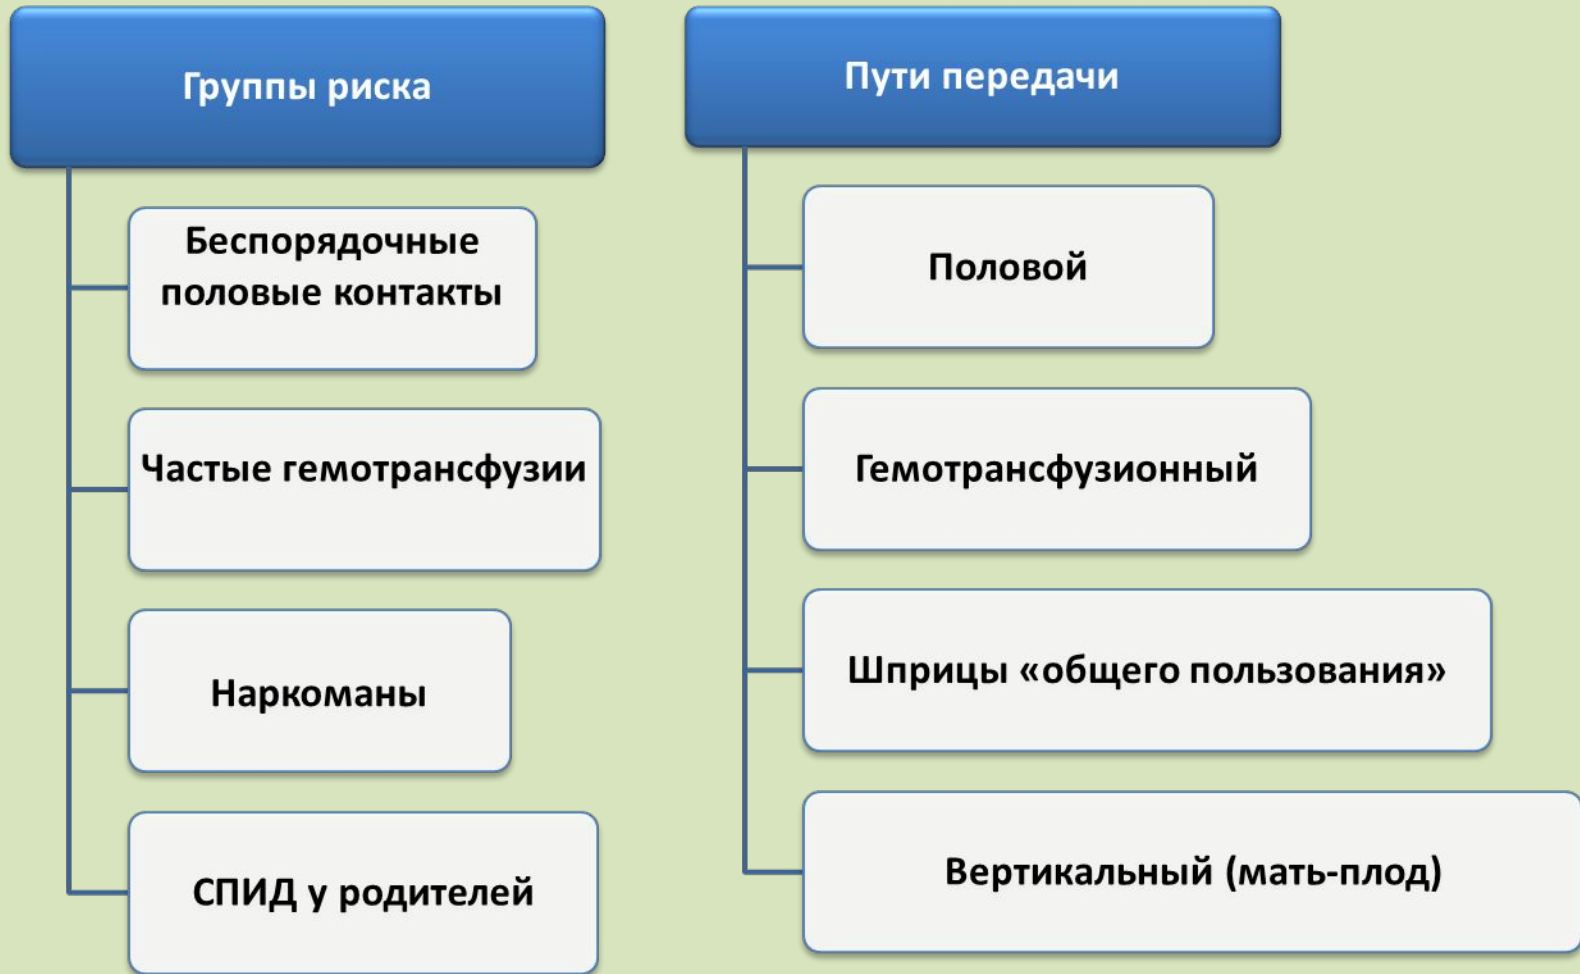 Группы риска
Беспорядочные
половые контакты
Частые гемотрансфузии
Наркоманы
СПИД у родителей
Пути передачи
Половой
Гемотрансфузионный
Шприцы «общего пользования»
Вертикальный (мать-плод)